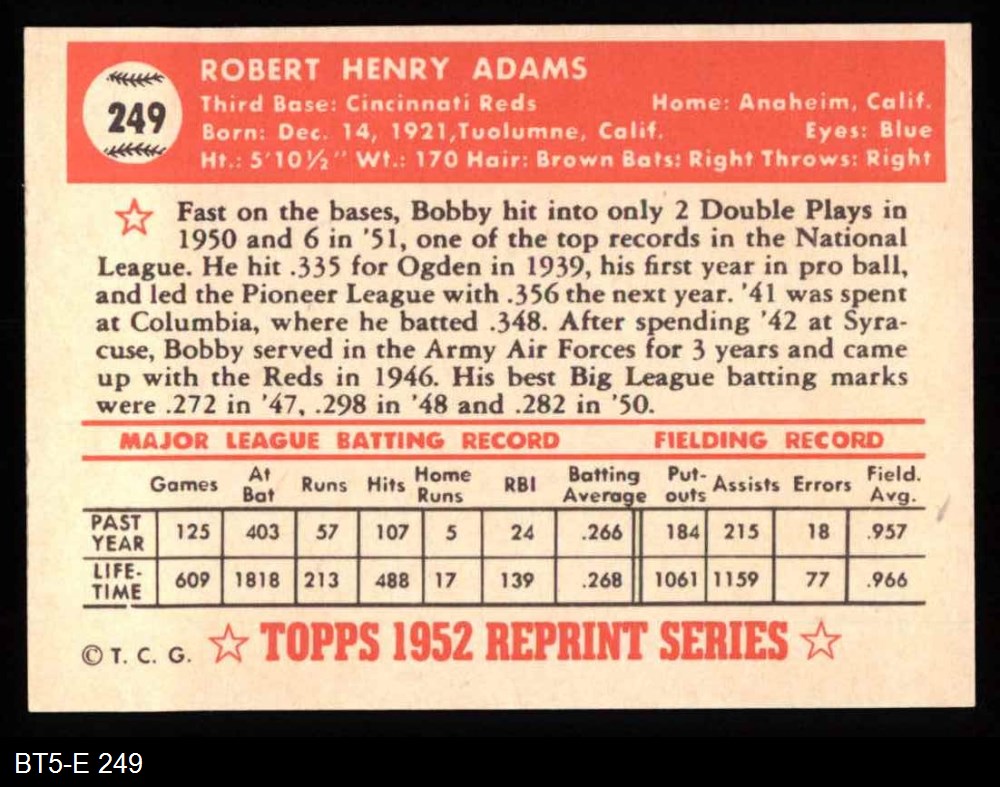 249
ROBERT HENRY ADAMS
Third Base: Cincinnati Reds Home: Anaheim, Calif.
Born: Dec. 14, 1921,Tuolumne, Calif. Eyes: Blue
Ht.: 5'10½" Wt.: 170 Hair: Brown Bats: Right Throws: Right
Fast on the bases, Bobby hit into only 2 Double Plays in
1950 and 6 in '51, one of the top records in the National
League. He hit .335 for Ogden in 1939, his first year in pro ball,
and led the Pioneer League with .356 the next year. '41 was spent
at Columbia, where he batted .348. After spending '42 at Syra-
cuse, Bobby served in the Army Air Forces for 3 years and came
up with the Reds in 1946. His best Big League batting marks
were .272 in '47, .298 in '48 and .282 in '50.
MAJOR LEAGUE BATTING RECORD FIELDING RECORD
Games At Bat Runs Hits Home Runs RBI Batting Average Put-outs Assists Errors Field. Avg.
PAST YEAR 125 403 57 107 5 24 .266 184 215 18 .957
LIFE-TIME 609 1818 213 488 17 139 .268 1061 1159 77 .966
© T. C. G. TOPPS 1952 REPRINT SERIES
BT5-E 249